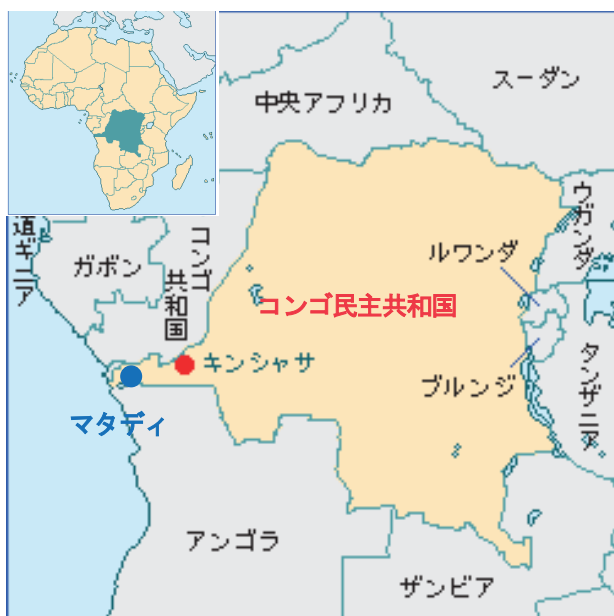 スーダン
中央アフリカ
ウガンダ
道ギニア
ガボン
コンゴ
共和国
ルワンダ
コンゴ民主共和国
キンシャサ
ブルンジ
タンザニア
マタディ
アンゴラ
ザンビア